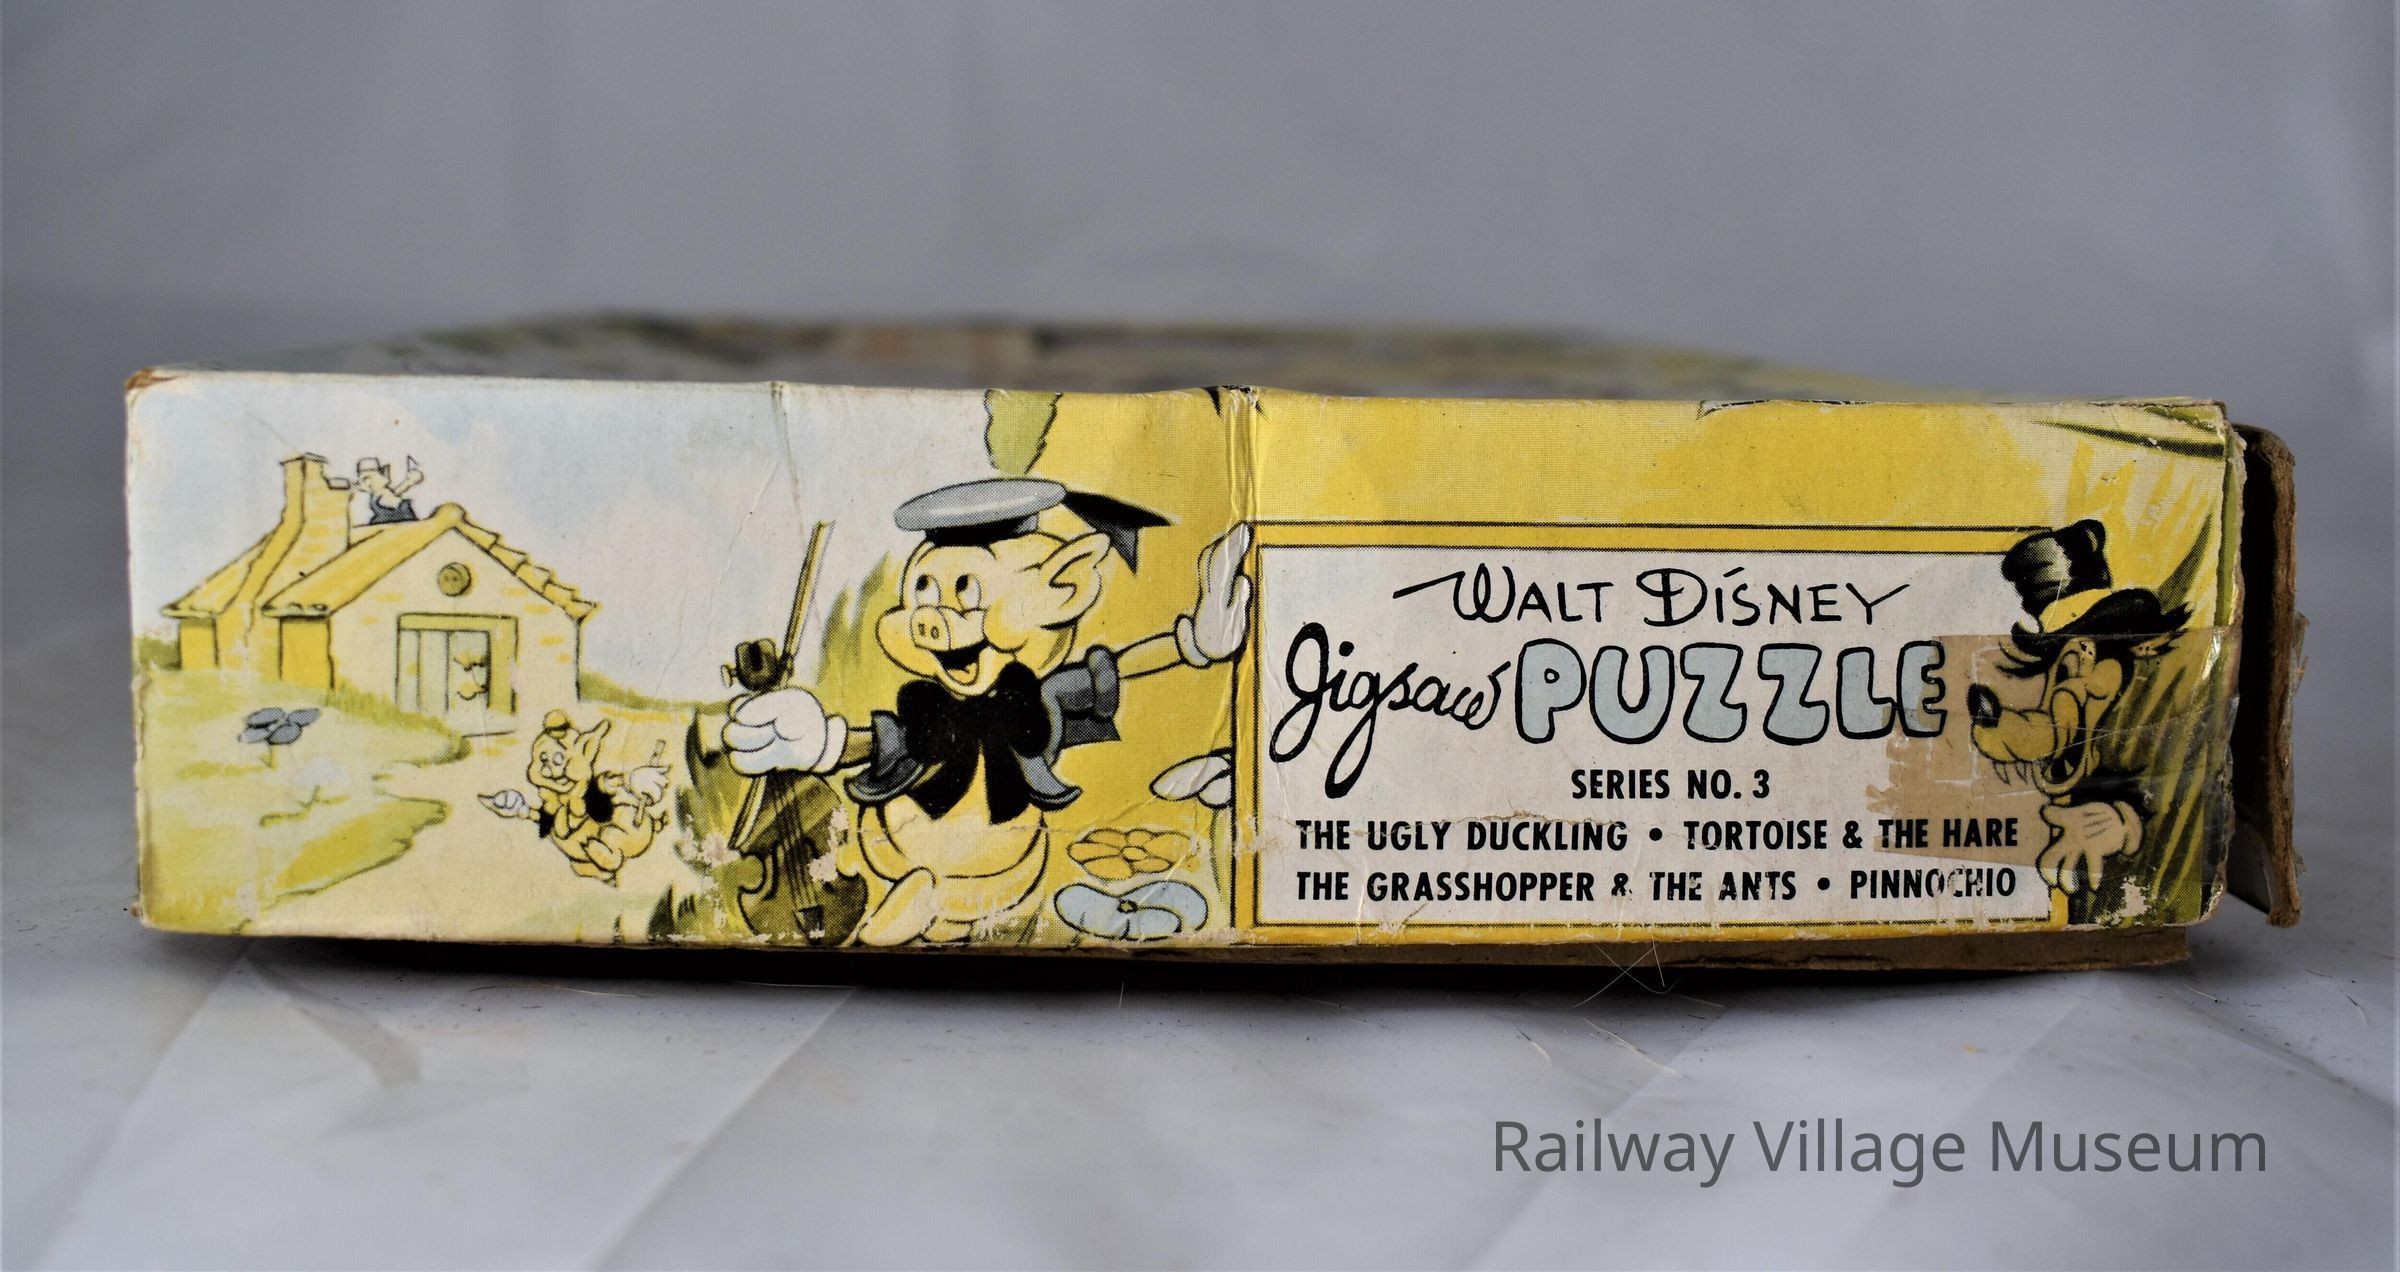 WALT DISNEY
Jigsaw PUZZLE
SERIES NO. 3
THE UGLY DUCKLING • TORTOISE & THE HARE
THE GRASSHOPPER & THE ANTS • PINNOCHIO
Railway Village Museum